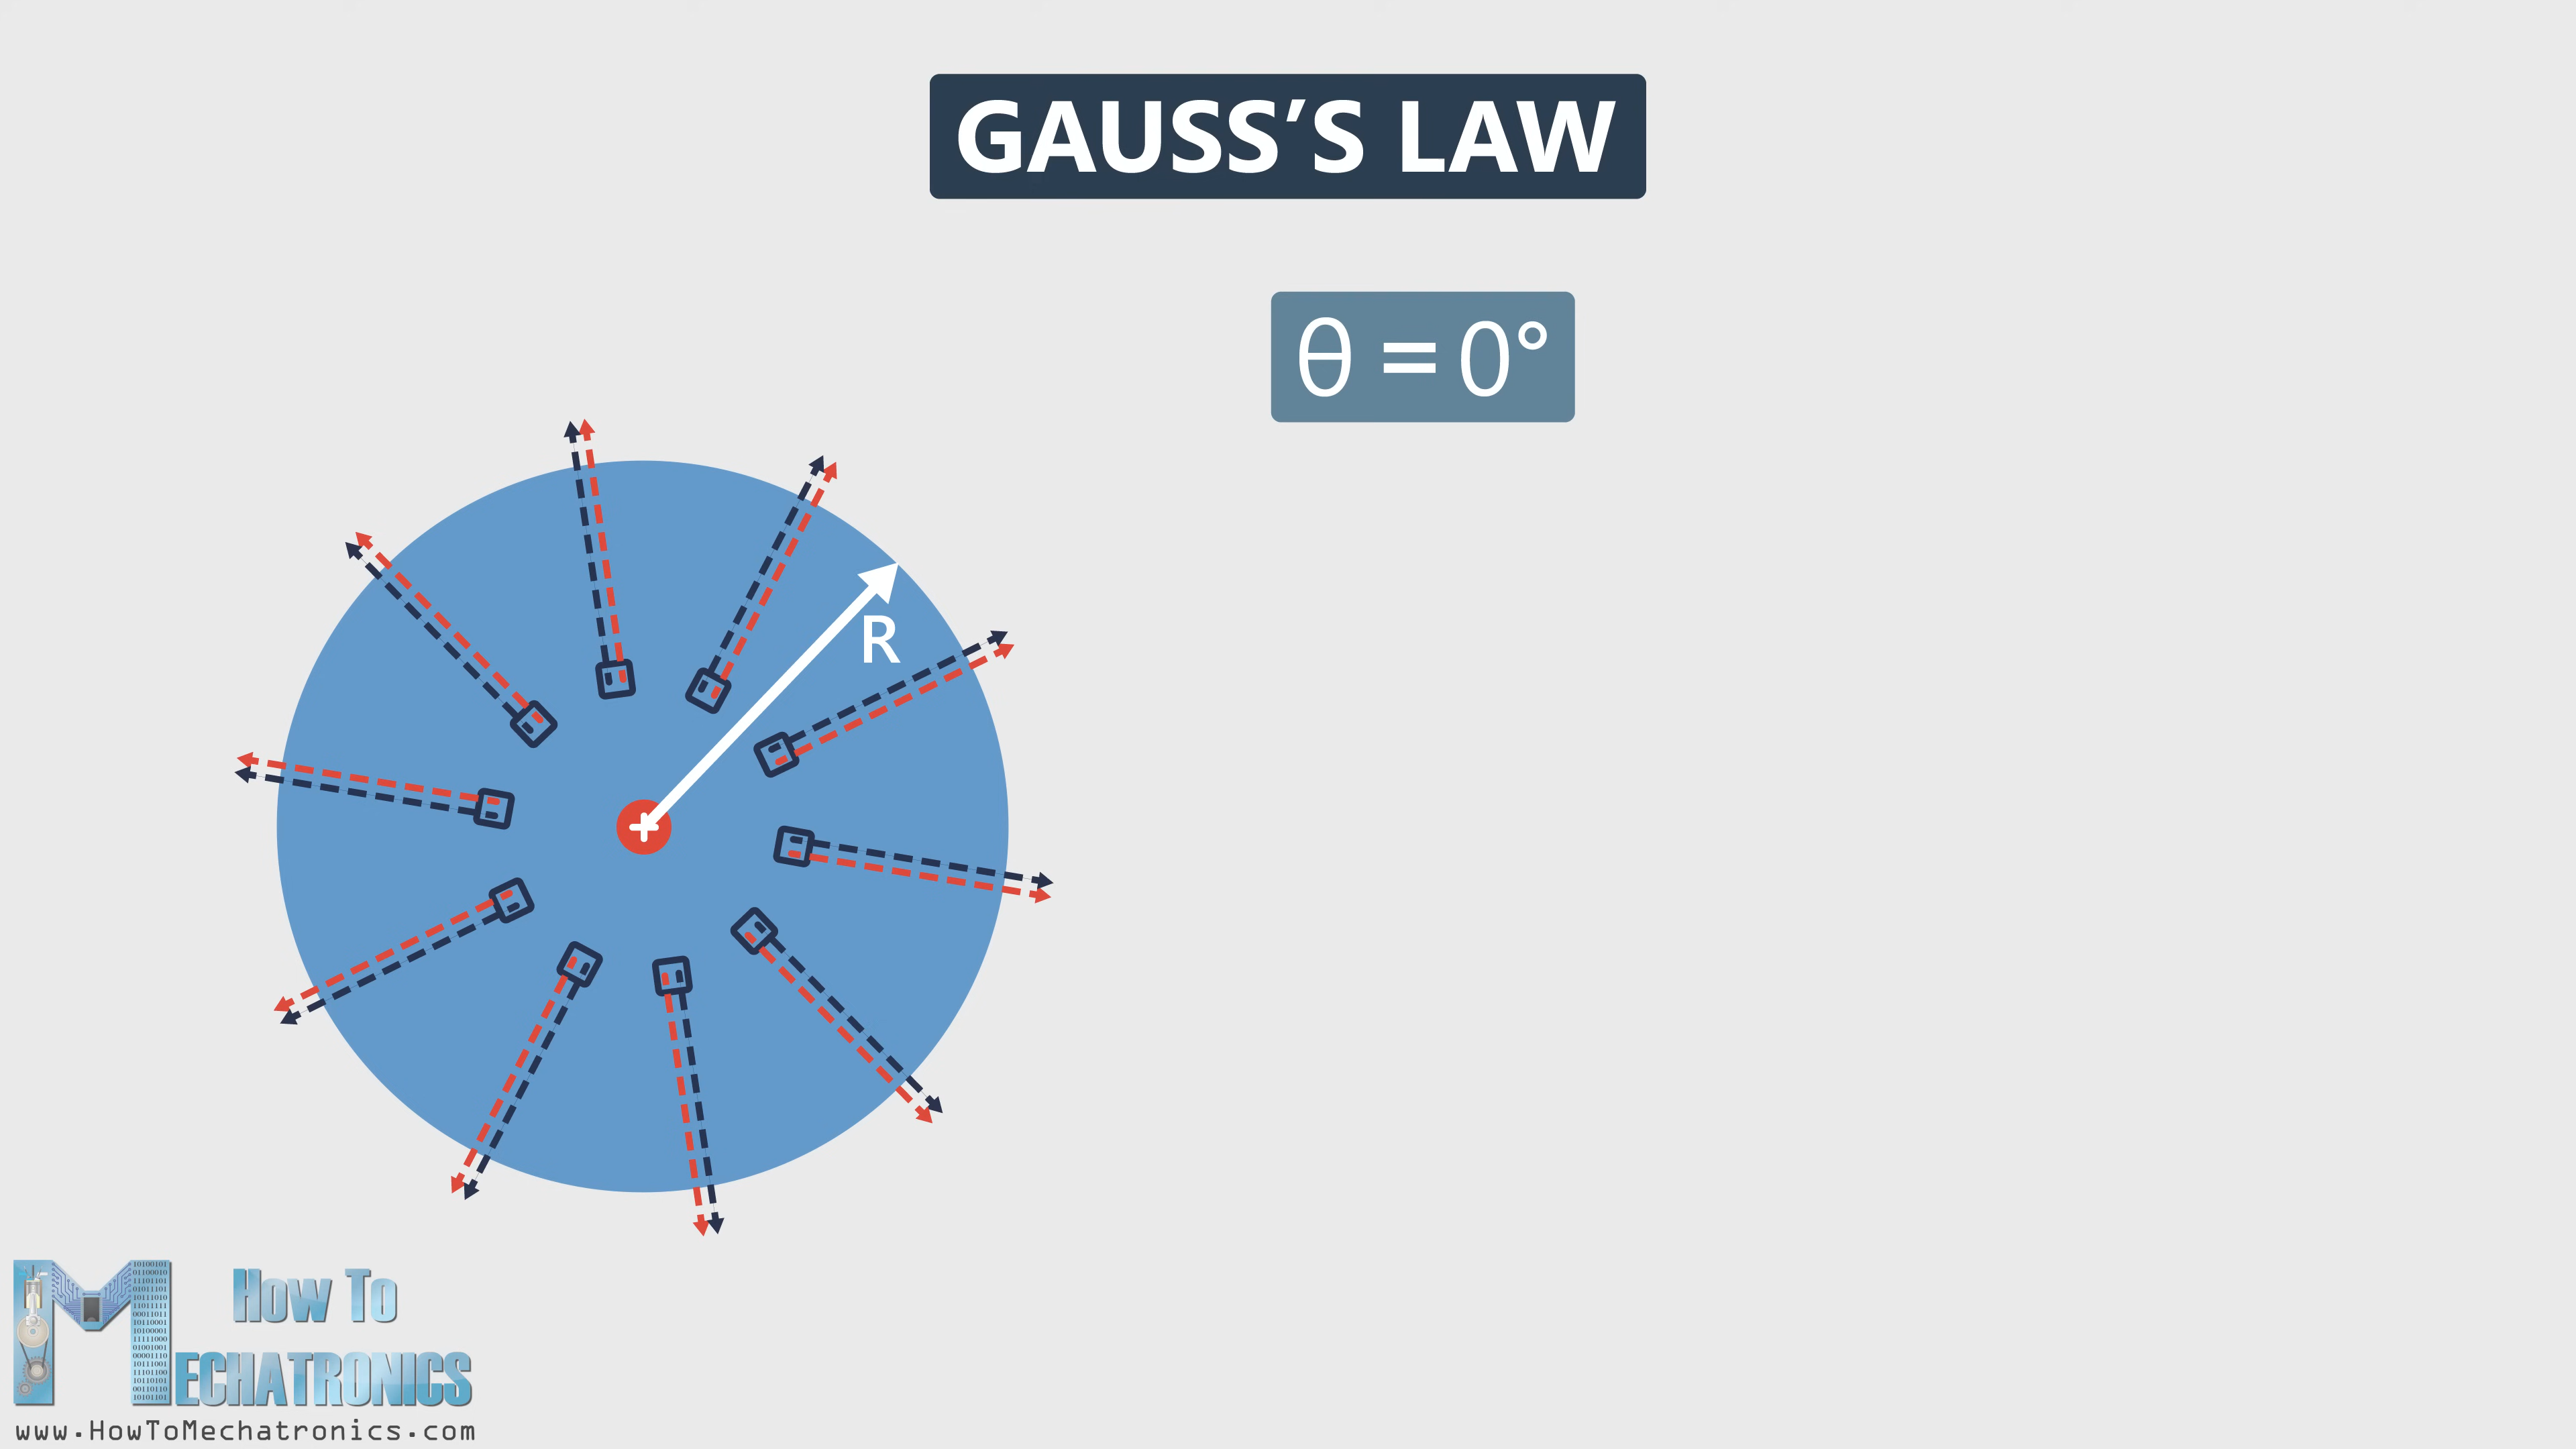 GAUSS’S LAW
θ = 0°
R
+
HOW TO
MECHATRONICS
www.HowToMechatronics.com